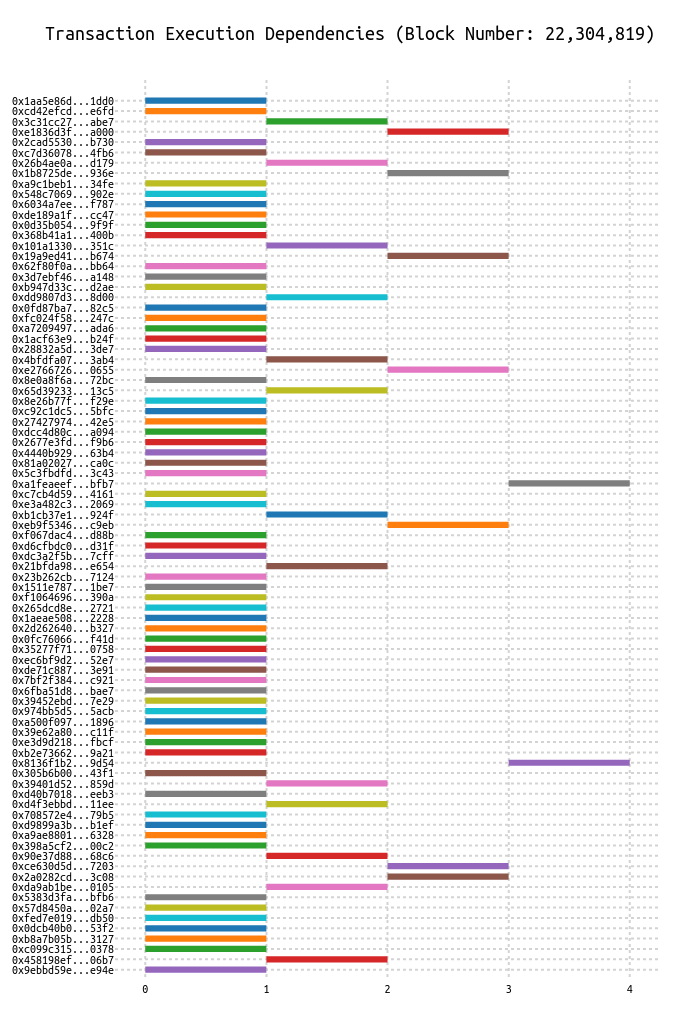 Transaction Execution Dependencies (Block Number: 22,304,819)
0x1aa5e86d...1dd0
0xcd42efcd...e6fd
0x3c31cc27...abe7
0xe1836d3f...a000
0x2cad5530...b730
0xc7d36078...4fb6
0x26b4ae0a...d179
0x1b8725de...936e
0xa9c1beb1...34fe
0x548c7069...902e
0x6034a7ee...f787
0xde189a1f...cc47
0x0d35b054...9f9f
0x368b41a1...400b
0x101a1330...351c
0x19a9ed41...b674
0x62f80f0a...bb64
0x3d7ebf46...a148
0xb947d33c...d2ae
0xdd9807d3...8d00
0x0fd87ba7...82c5
0xfc024f58...247c
0xa7209497...ada6
0x1acf63e9...b24f
0x28832a5d...3de7
0x4bfdfa07...3ab4
0xe2766726...0655
0x8e0a8f6a...72bc
0x65d39233...13c5
0x8e26b77f...f29e
0xc92c1dc5...5bfc
0x27427974...42e5
0xdcc4d80c...a094
0x2677e3fd...f9b6
0x4440b929...63b4
0x81a02027...ca0c
0x5c3fbdfd...3c43
0xa1feaeef...bfb7
0xc7cb4d59...4161
0xe3a482c3...2069
0xb1cb37e1...924f
0xeb9f5346...c9eb
0xf067dac4...d88b
0xd6cfbdc0...d31f
0xdc3a2f5b...7cff
0x21bfda98...e654
0x23b262cb...7124
0x1511e787...1be7
0xf1064696...390a
0x265dcd8e...2721
0x1aeae508...2228
0x2d262640...b327
0x0fc76066...f41d
0x35277f71...0758
0xec6bf9d2...52e7
0xde71c887...3e91
0x7bf2f384...c921
0x6fba51d8...bae7
0x39452ebd...7e29
0x974bb5d5...5acb
0xa500f097...1896
0x39e62a80...c11f
0xe3d9d218...fbcf
0xb2e73662...9a21
0x8136f1b2...9d54
0x305b6b00...43f1
0x39401d52...859d
0xd40b7018...eeb3
0xd4f3ebbd...11ee
0x708572e4...79b5
0xd9899a3b...b1ef
0xa9ae8801...6328
0x398a5cf2...00c2
0x90e37d88...68c6
0xce630d5d...7203
0x2a0282cd...3c08
0xda9ab1be...0105
0x5383d3fa...bfb6
0x57d8450a...02a7
0xfed7e019...db50
0x0dcb40b0...53f2
0xb8a7b05b...3127
0xc099c315...0378
0x458198ef...06b7
0x9ebbd59e...e94e
0 1 2 3 4